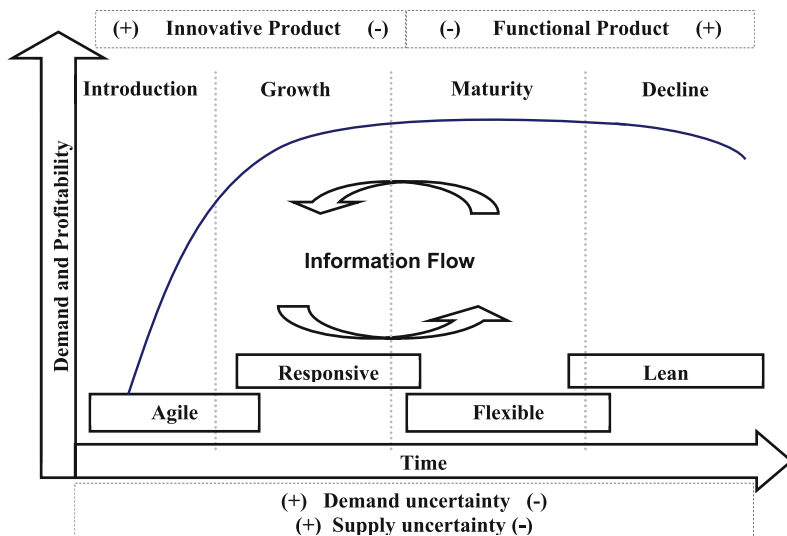 (+) Innovative Product (-) (-) Functional Product (+)
Introduction Growth Maturity Decline
Demand and Profitability
Information Flow
Responsive Lean
Agile Flexible
Time
(+) Demand uncertainty (-)
(+) Supply uncertainty (-)